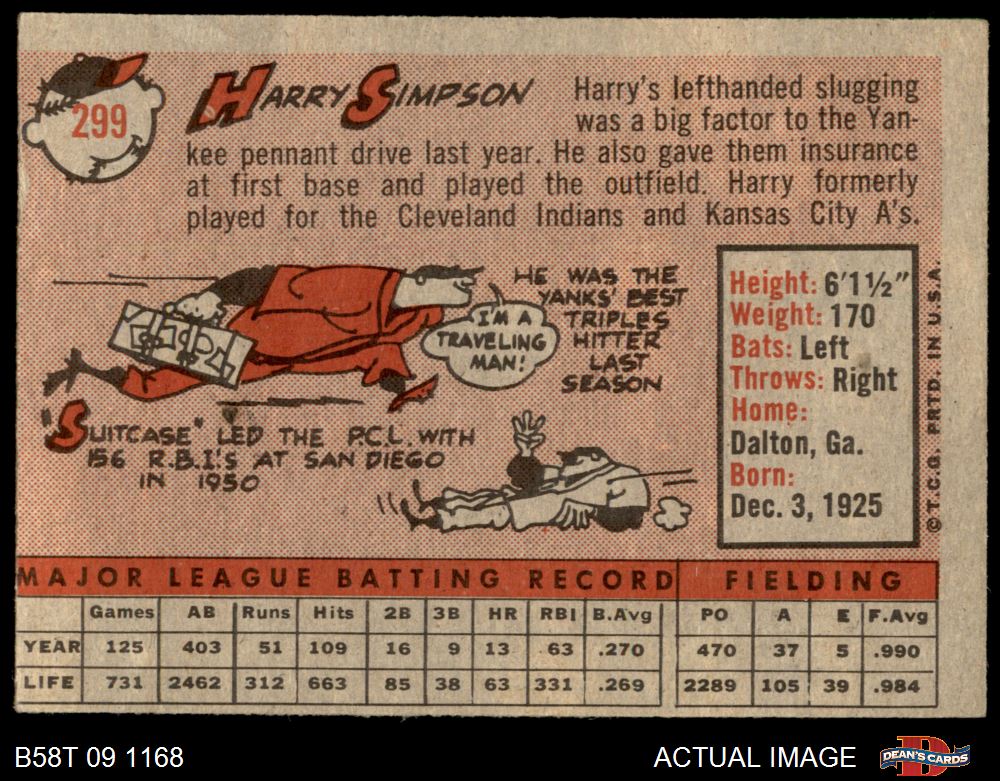 299
HARRY SIMPSON
Harry's lefthanded slugging
was a big factor to the Yan-
kee pennant drive last year. He also gave them insurance
at first base and played the outfield. Harry formerly
played for the Cleveland Indians and Kansas City A's.
HE WAS THE
YANKS' BEST
TRIPLES
HITTER
LAST
SEASON
I'M A
TRAVELING
MAN!
"SUITCASE" LED THE P.C.L. WITH
156 R.B.I'S AT SAN DIEGO
IN 1950
Height: 6'1½"
Weight: 170
Bats: Left
Throws: Right
Home:
Dalton, Ga.
Born:
Dec. 3, 1925
© T.C.G. PRTD. IN U.S.A.
MAJOR LEAGUE BATTING RECORD FIELDING
Games AB Runs Hits 2B 3B HR RBI B.Avg PO A E F.Avg
YEAR 125 403 51 109 16 9 13 63 .270 470 37 5 .990
LIFE 731 2462 312 663 85 38 63 331 .269 2289 105 39 .984
B58T 09 1168 ACTUAL IMAGE DEAN'S CARDS